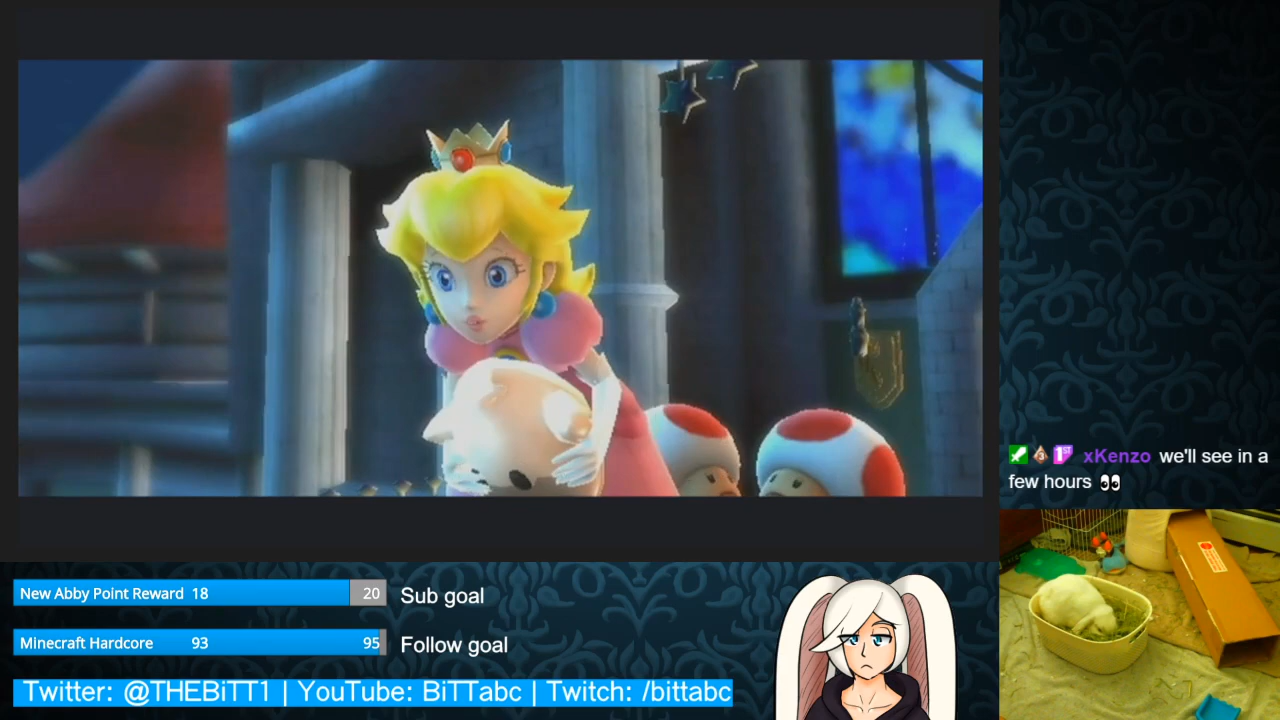 xKenzo we'll see in a
few hours 👀
New Abby Point Reward 18 20 Sub goal
Minecraft Hardcore 93 95 Follow goal
Twitter: @THEBiTT1 | YouTube: BiTTabc | Twitch: /bittabc